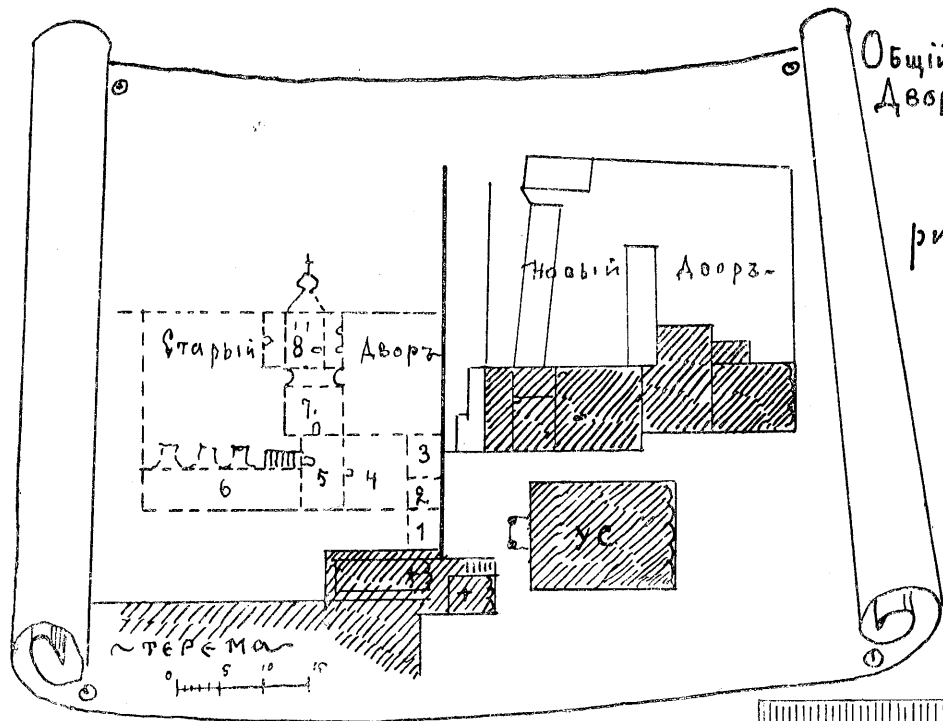 Общій
Двор
ри
Новый Дворъ
Старый 8 Дворъ
7
3
6 5 4 2
1
УС
ТЕРЕМА
0 5 10 15